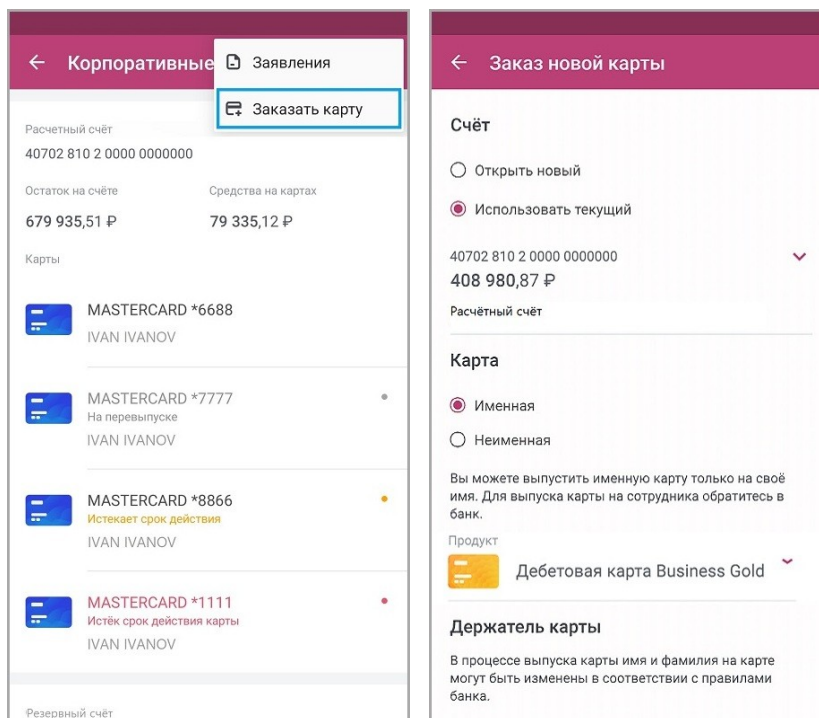 Корпоративные
Заявления
Заказать карту
Расчетный счёт
40702 810 2 0000 0000000
Остаток на счёте
Средства на картах
679 935,51 ₽
79 335,12 ₽
Карты
MASTERCARD *6688
IVAN IVANOV
MASTERCARD *7777
На перевыпуске
IVAN IVANOV
MASTERCARD *8866
Истекает срок действия
IVAN IVANOV
MASTERCARD *1111
Истёк срок действия карты
IVAN IVANOV
Резервный счёт
Заказ новой карты
Счёт
Открыть новый
Использовать текущий
40702 810 2 0000 0000000
408 980,87 ₽
Расчётный счёт
Карта
Именная
Неименная
Вы можете выпустить именную карту только на своё
имя. Для выпуска карты на сотрудника обратитесь в
банк.
Продукт
Дебетовая карта Business Gold
Держатель карты
В процессе выпуска карты имя и фамилия на карте
могут быть изменены в соответствии с правилами
банка.